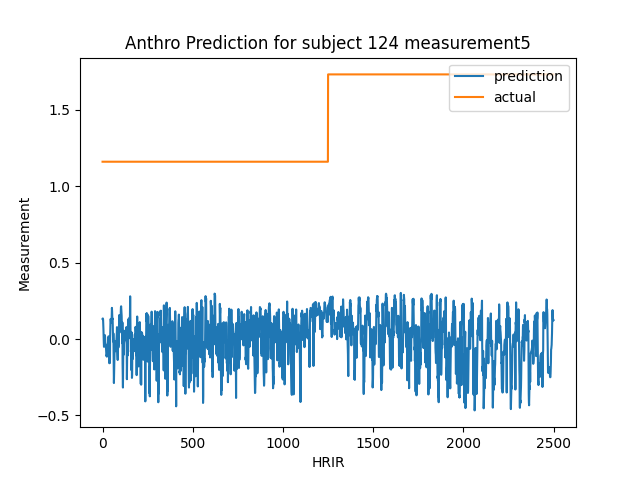 Anthro Prediction for subject 124 measurement5
prediction
actual
1.5
1.0
0.5
0.0
−0.5
Measurement
0
500
1000
1500
2000
2500
HRIR